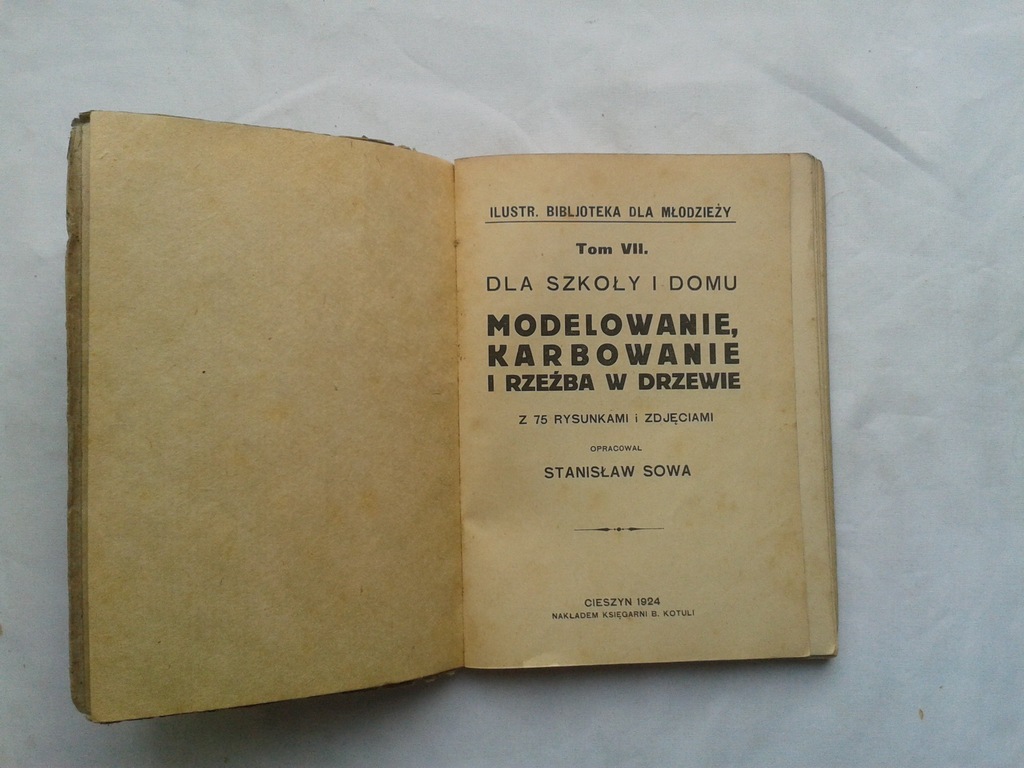 ILUSTR. BIBLJOTEKA DLA MŁODZIEŻY
Tom VII.
DLA SZKOŁY I DOMU
MODELOWANIE,
KARBOWANIE
I RZEŹBA W DRZEWIE
Z 75 RYSUNKAMI i ZDJĘCIAMI
OPRACOWAŁ
STANISŁAW SOWA
CIESZYN 1924
NAKŁADEM KSIĘGARNI B. KOTULI